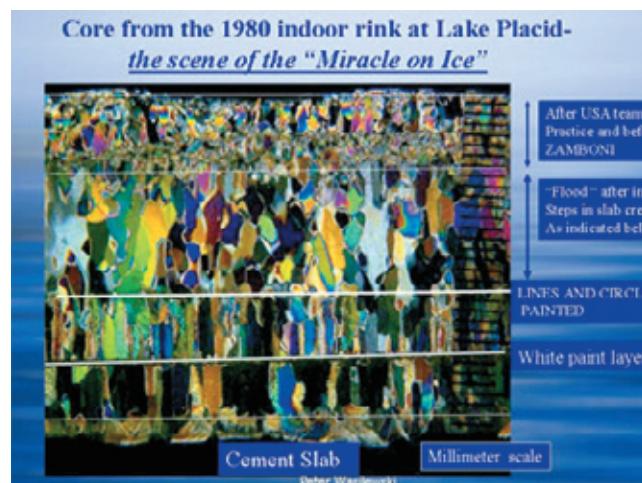 Core from the 1980 indoor rink at Lake Placid-
the scene of the “Miracle on Ice”
After USA team
Practice and bef
ZAMBONI
"Flood" after in
Steps in slab cre
As indicated bel
LINES AND CIRCL
PAINTED
White paint laye
Cement Slab
Millimeter scale
Peter Wasilewski